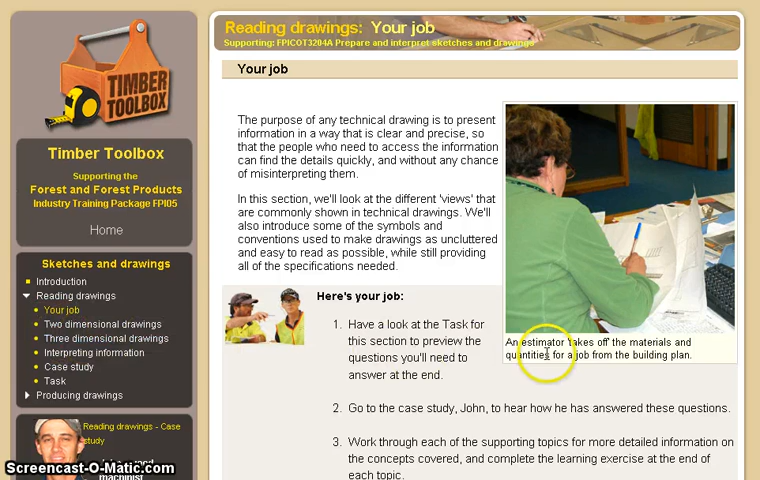 TIMBER
TOOLBOX
Timber Toolbox
Supporting the
Forest and Forest Products
Industry Training Package FPI05
Home
Sketches and drawings
Introduction
Reading drawings
Your job
Two dimensional drawings
Three dimensional drawings
Interpreting information
Case study
Task
Producing drawings
Reading drawings - Case
study
machinist
Screencast-O-Matic.com
Reading drawings: Your job
Supporting: FPICOT3204A Prepare and interpret sketches and drawings
Your job
The purpose of any technical drawing is to present
information in a way that is clear and precise, so
that the people who need to access the information
can find the details quickly, and without any chance
of misinterpreting them.
In this section, we'll look at the different 'views' that
are commonly shown in technical drawings. We'll
also introduce some of the symbols and
conventions used to make drawings as uncluttered
and easy to read as possible, while still providing
all of the specifications needed.
An estimator 'takes off' the materials and
quantities for a job from the building plan.
Here's your job:
1. Have a look at the Task for
this section to preview the
questions you'll need to
answer at the end.
2. Go to the case study, John, to hear how he has answered these questions.
3. Work through each of the supporting topics for more detailed information on
the concepts covered, and complete the learning exercise at the end of
each topic.